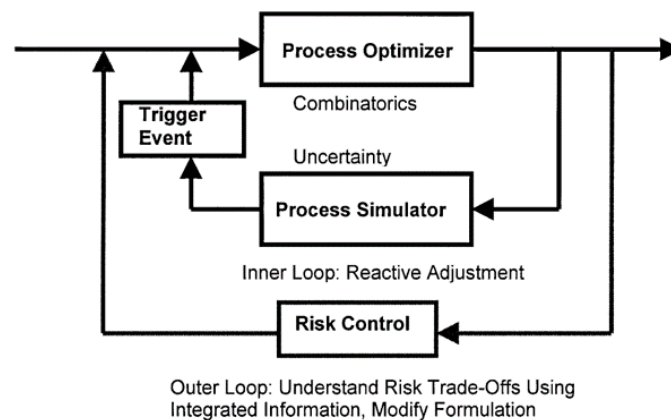 Process Optimizer
Combinatorics
Trigger
Event
Uncertainty
Process Simulator
Inner Loop: Reactive Adjustment
Risk Control
Outer Loop: Understand Risk Trade-Offs Using
Integrated Information, Modify Formulation